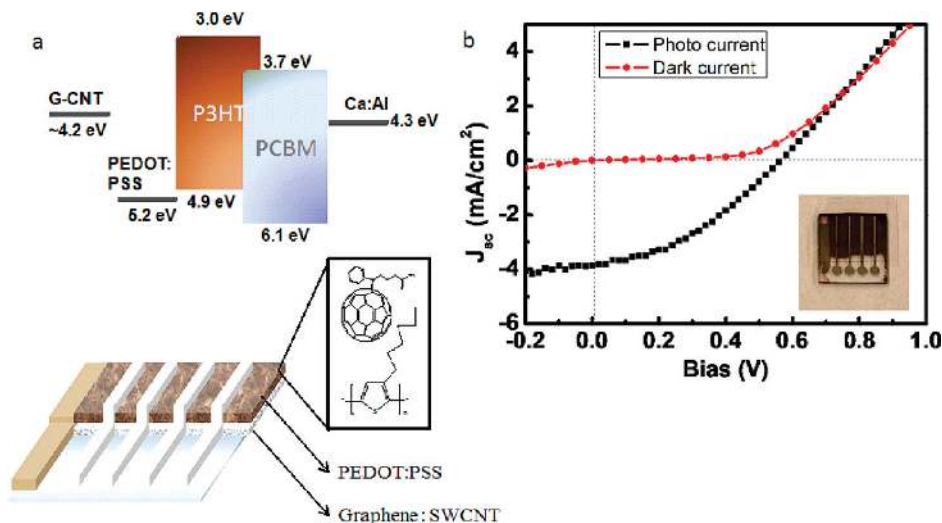 a
3.0 eV
3.7 eV
G-CNT
~4.2 eV
P3HT
PCBM
Ca:Al
4.3 eV
PEDOT:
PSS
5.2 eV
4.9 eV
6.1 eV
PEDOT:PSS
Graphene:SWCNT
S
n
b
Photo current
Dark current
4
2
0
-2
-4
-6
J_sc (mA/cm²)
-0.2 0.0 0.2 0.4 0.6 0.8 1.0
Bias (V)